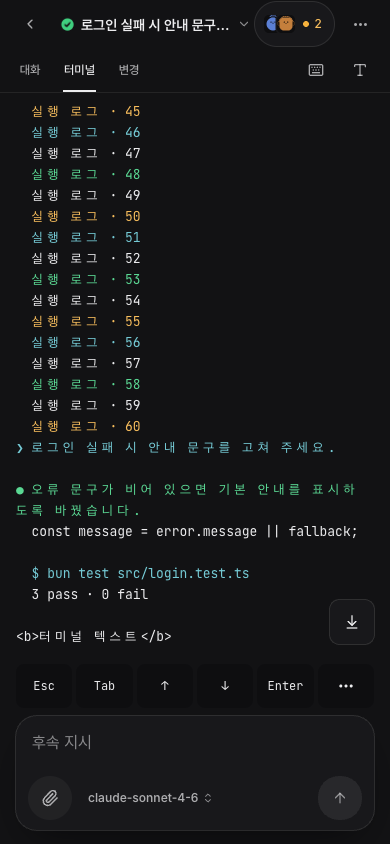 로그인 실패 시 안내 문구... 2
대화 터미널 변경 T
실행 로그 · 45
실행 로그 · 46
실행 로그 · 47
실행 로그 · 48
실행 로그 · 49
실행 로그 · 50
실행 로그 · 51
실행 로그 · 52
실행 로그 · 53
실행 로그 · 54
실행 로그 · 55
실행 로그 · 56
실행 로그 · 57
실행 로그 · 58
실행 로그 · 59
실행 로그 · 60
❯ 로그인 실패 시 안내 문구를 고쳐 주세요.
● 오류 문구가 비어 있으면 기본 안내를 표시하
도록 바꿨습니다.
const message = error.message || fallback;
$ bun test src/login.test.ts
3 pass · 0 fail
<b>터미널 텍스트</b>
Esc Tab ↑ ↓ Enter •••
후속 지시
claude-sonnet-4-6